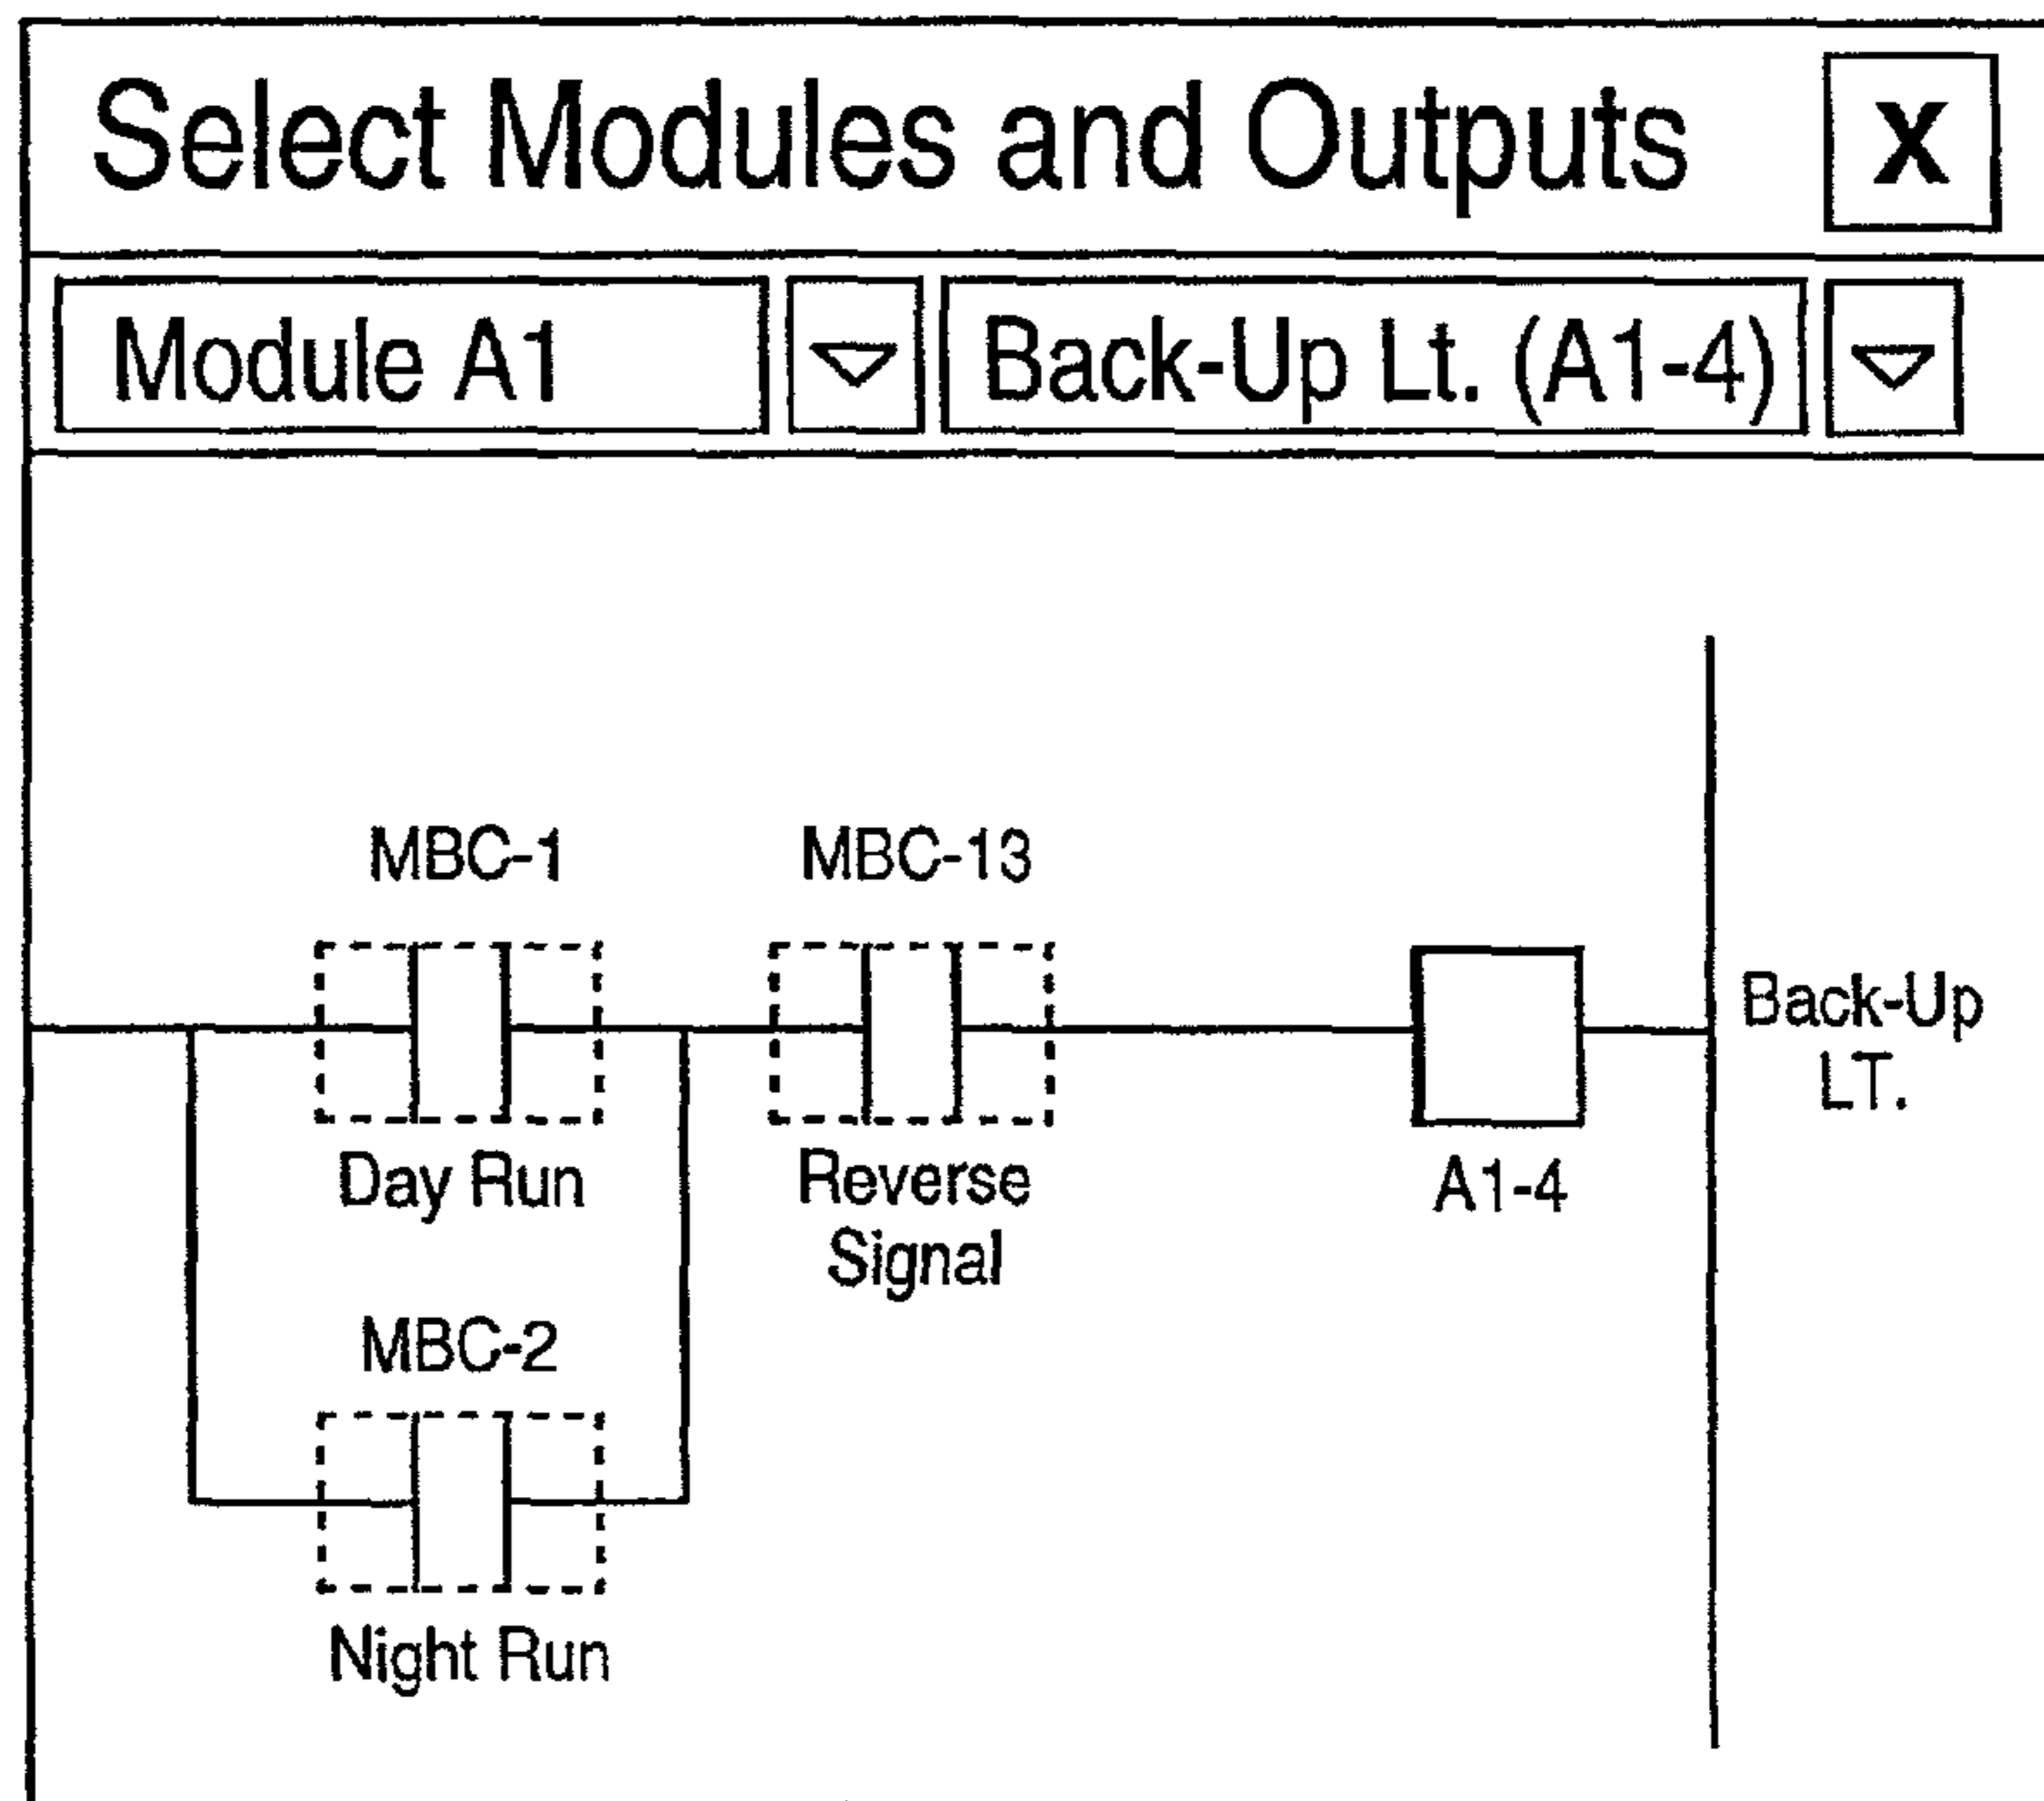 Select Modules and Outputs X
Module A1 Back-Up Lt. (A1-4)
MBC-1 MBC-13
Back-Up
LT.
Day Run Reverse
Signal
A1-4
MBC-2
Night Run